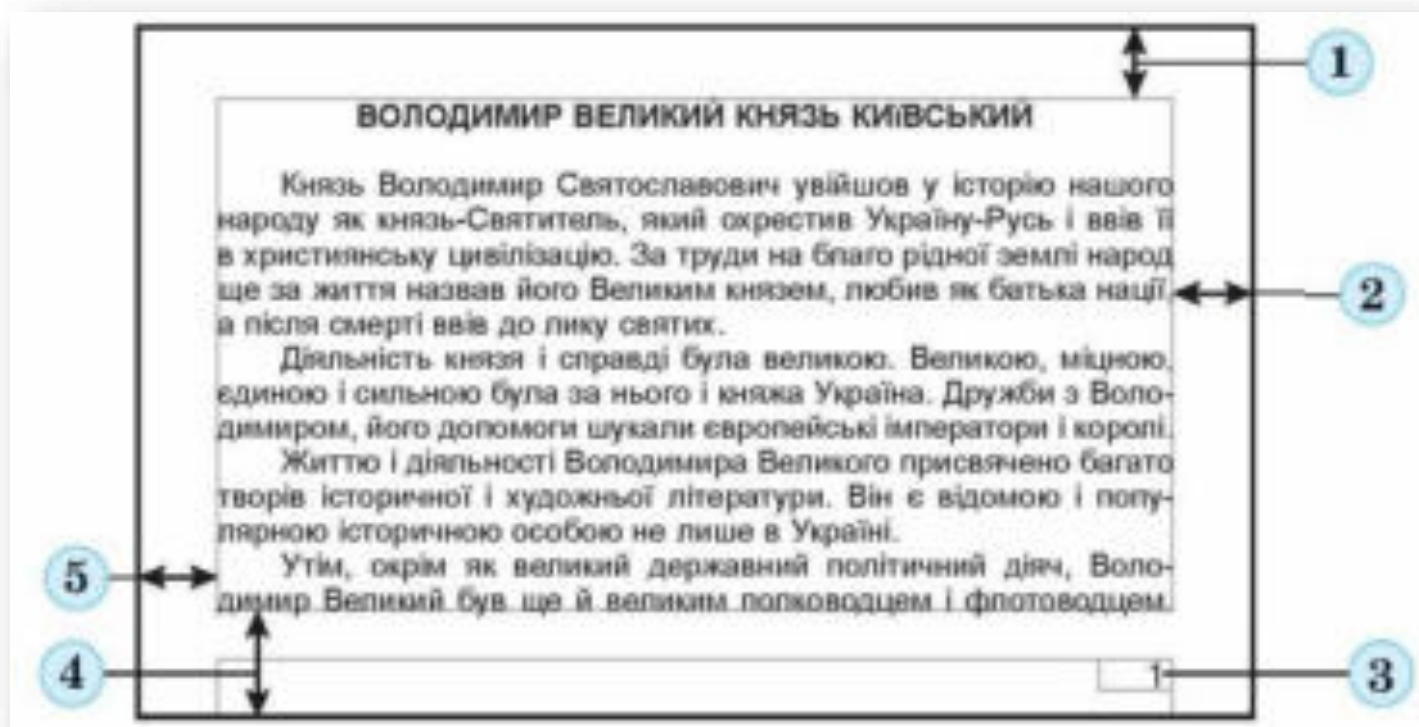 1
ВОЛОДИМИР ВЕЛИКИЙ КНЯЗЬ КИЇВСЬКИЙ
Князь Володимир Святославович увійшов у історію нашого
народу як князь-Святитель, який охрестив Україну-Русь і ввів її
в християнську цивілізацію. За труди на благо рідної землі народ
ще за життя назвав його Великим князем, любив як батька нації,
2
а після смерті ввів до лику святих.
Діяльність князя і справді була великою. Великою, міцною,
єдиною і сильною була за нього і княжа Україна. Дружби з Воло-
димиром, його допомоги шукали європейські імператори і королі.
Життю і діяльності Володимира Великого присвячено багато
творів історичної і художньої літератури. Він є відомою і попу-
лярною історичною особою не лише в Україні.
5
Утім, окрім як великий державний політичний діяч, Воло-
димир Великий був ще й великим полководцем і флотоводцем.
4
1
3